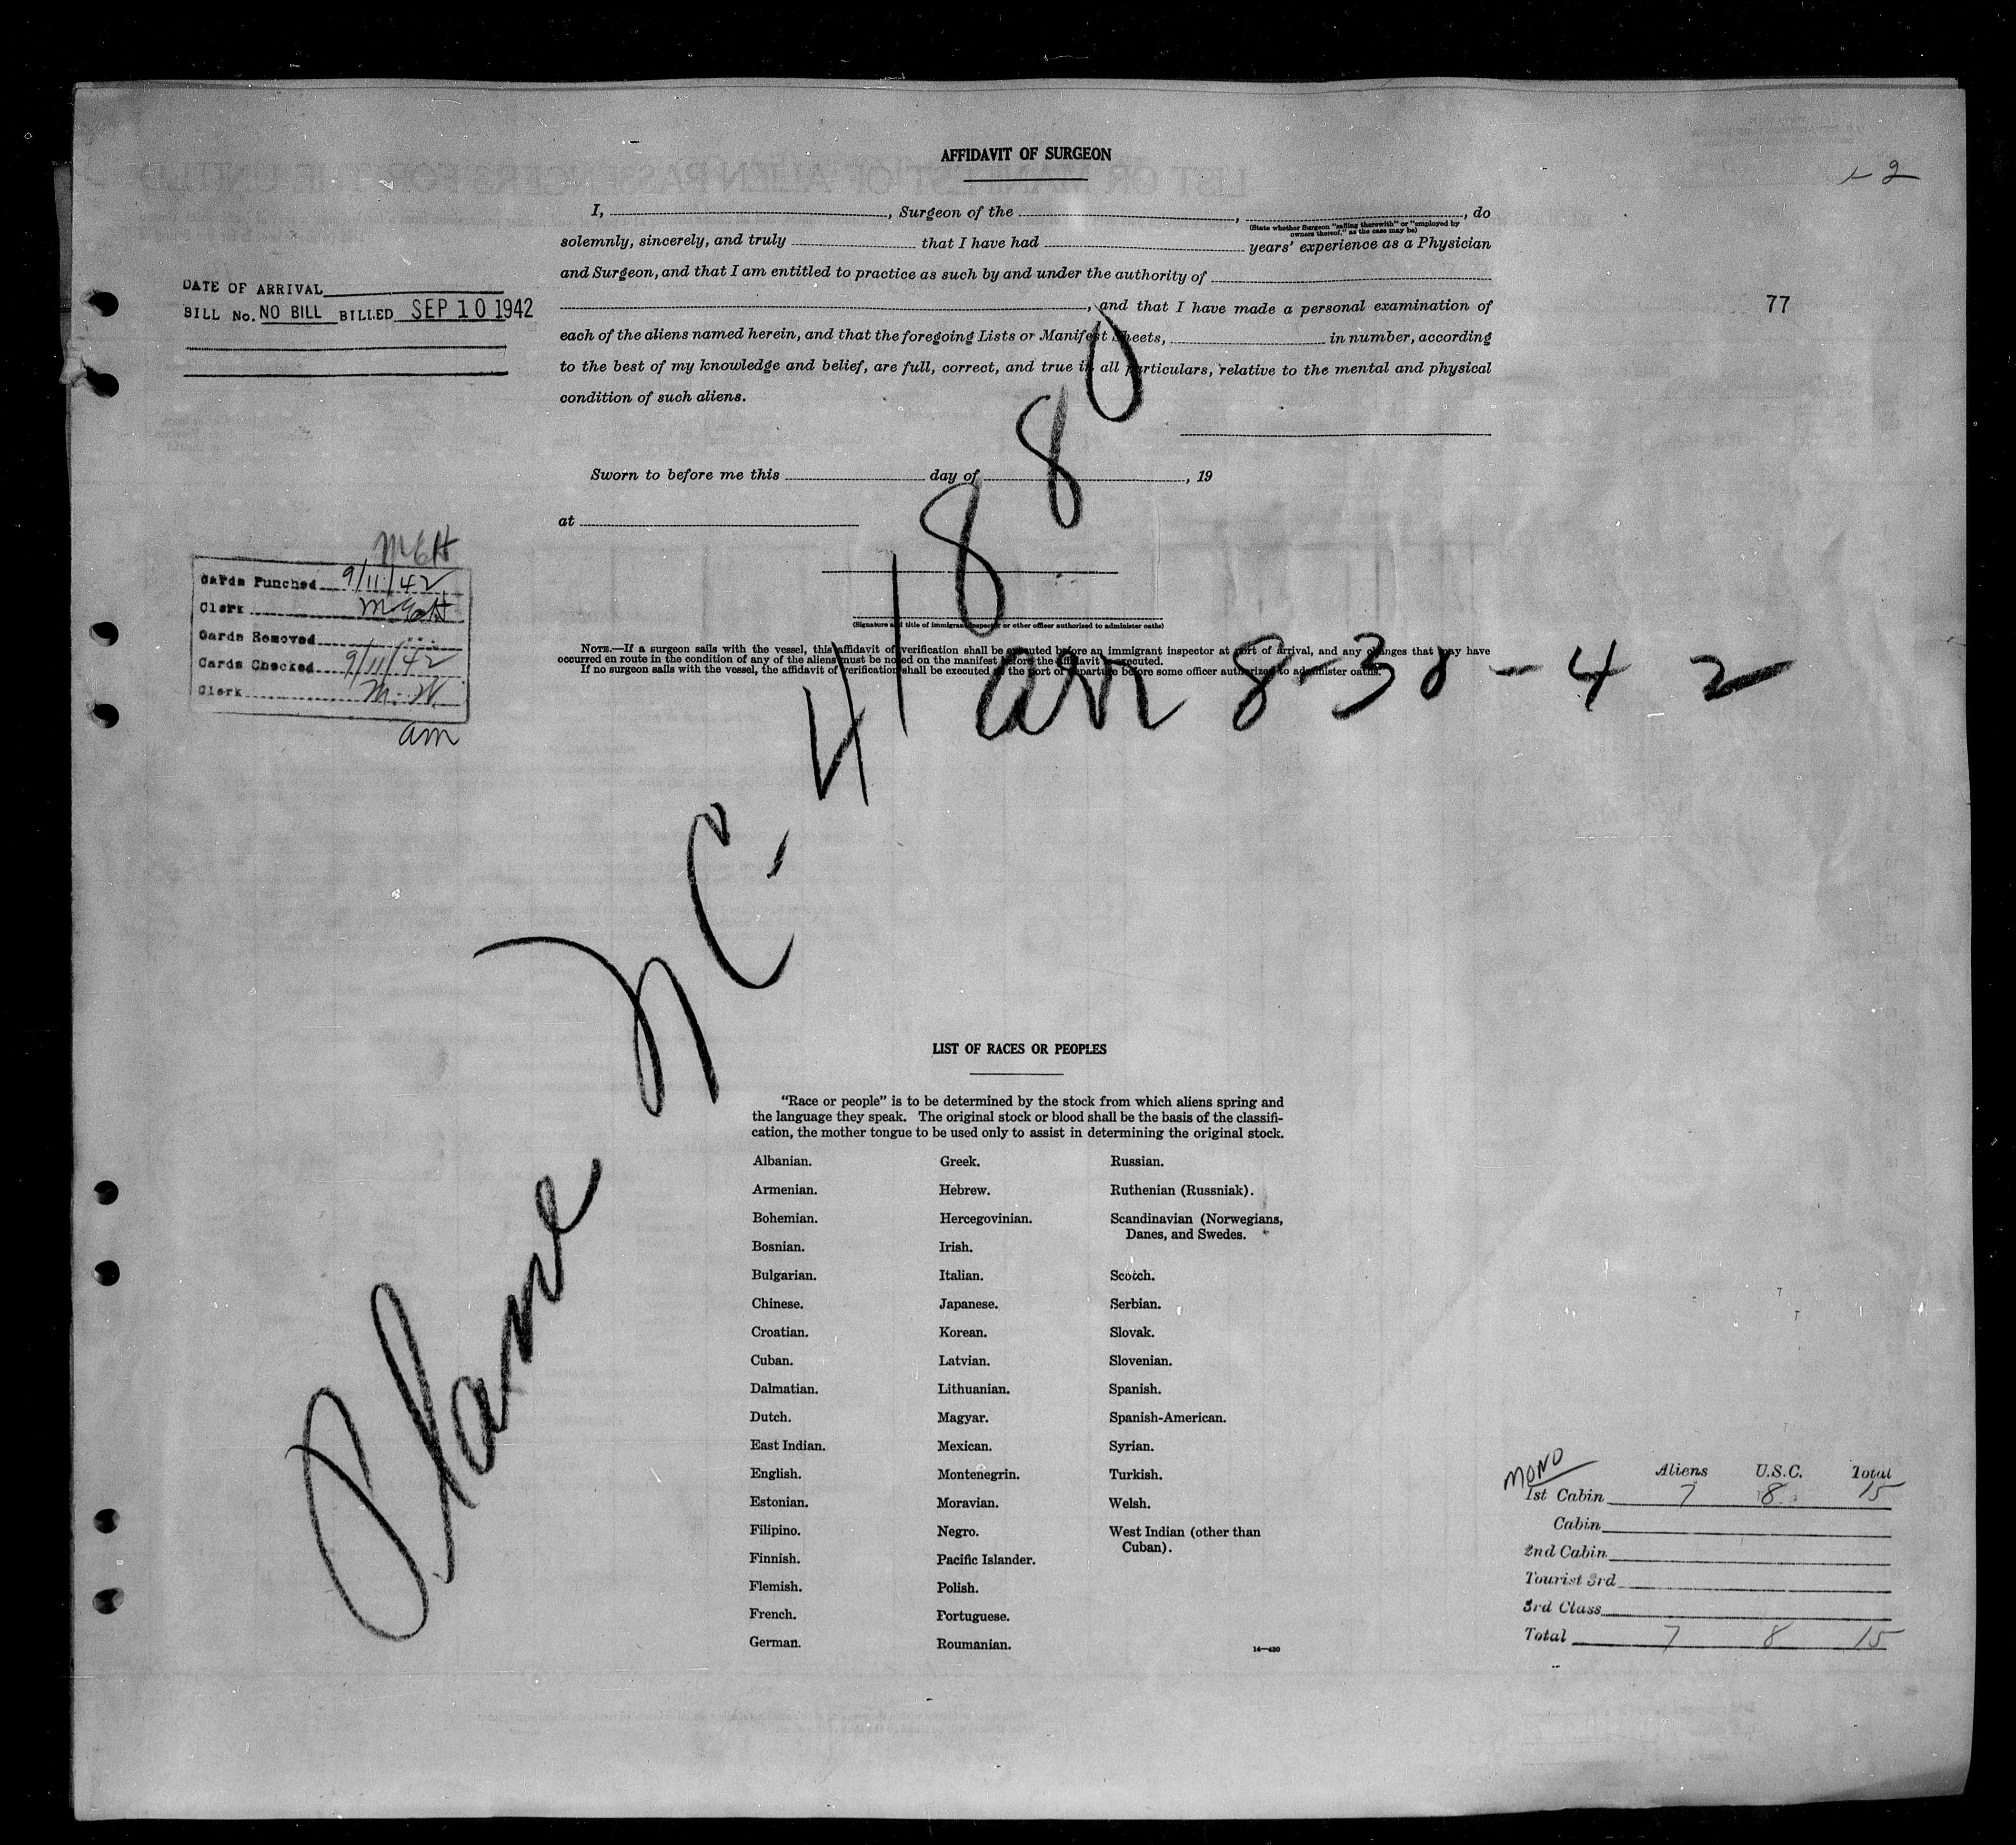 AFFIDAVIT OF SURGEON
I, , Surgeon of the , , do
(State whether Surgeon "sailing therewith" or "employed by
owners thereof," as the case may be)
solemnly, sincerely, and truly that I have had years' experience as a Physician
and Surgeon, and that I am entitled to practice as such by and under the authority of
, and that I have made a personal examination of
each of the aliens named herein, and that the foregoing Lists or Manifest Sheets, in number, according
to the best of my knowledge and belief, are full, correct, and true in all particulars, relative to the mental and physical
condition of such aliens.
Sworn to before me this day of , 19
at
(Signature and title of immigrant inspector or other officer authorized to administer oaths)
NOTE.—If a surgeon sails with the vessel, this affidavit of verification shall be executed before an immigrant inspector at port of arrival, and any changes that may have
occurred en route in the condition of any of the aliens must be noted on the manifest before the affidavit is executed.
If no surgeon sails with the vessel, the affidavit of verification shall be executed at the port of departure before some officer authorized to administer oaths.
DATE OF ARRIVAL
BILL No. NO BILL BILLED SEP 10 1942
77
2
MEH
Cards Punched 9/11/42
Clerk MEH
Cards Removed
Cards Checked 9/11/42
Clerk M. H.
am
Plane NC-41880
arr 8-30-42
LIST OF RACES OR PEOPLES
"Race or people" is to be determined by the stock from which aliens spring and
the language they speak. The original stock or blood shall be the basis of the classifi-
cation, the mother tongue to be used only to assist in determining the original stock.
Albanian. Greek. Russian.
Armenian. Hebrew. Ruthenian (Russniak).
Bohemian. Hercegovinian. Scandinavian (Norwegians,
Danes, and Swedes.
Bosnian. Irish.
Bulgarian. Italian. Scotch.
Chinese. Japanese. Serbian.
Croatian. Korean. Slovak.
Cuban. Latvian. Slovenian.
Dalmatian. Lithuanian. Spanish.
Dutch. Magyar. Spanish-American.
East Indian. Mexican. Syrian.
English. Montenegrin. Turkish.
Estonian. Moravian. Welsh.
Filipino. Negro. West Indian (other than
Cuban).
Finnish. Pacific Islander.
Flemish. Polish.
French. Portuguese.
German. Roumanian.
14—430
MONO
Aliens U.S.C. Total
1st Cabin 7 8 15
Cabin
2nd Cabin
Tourist 3rd
3rd Class
Total 7 8 15